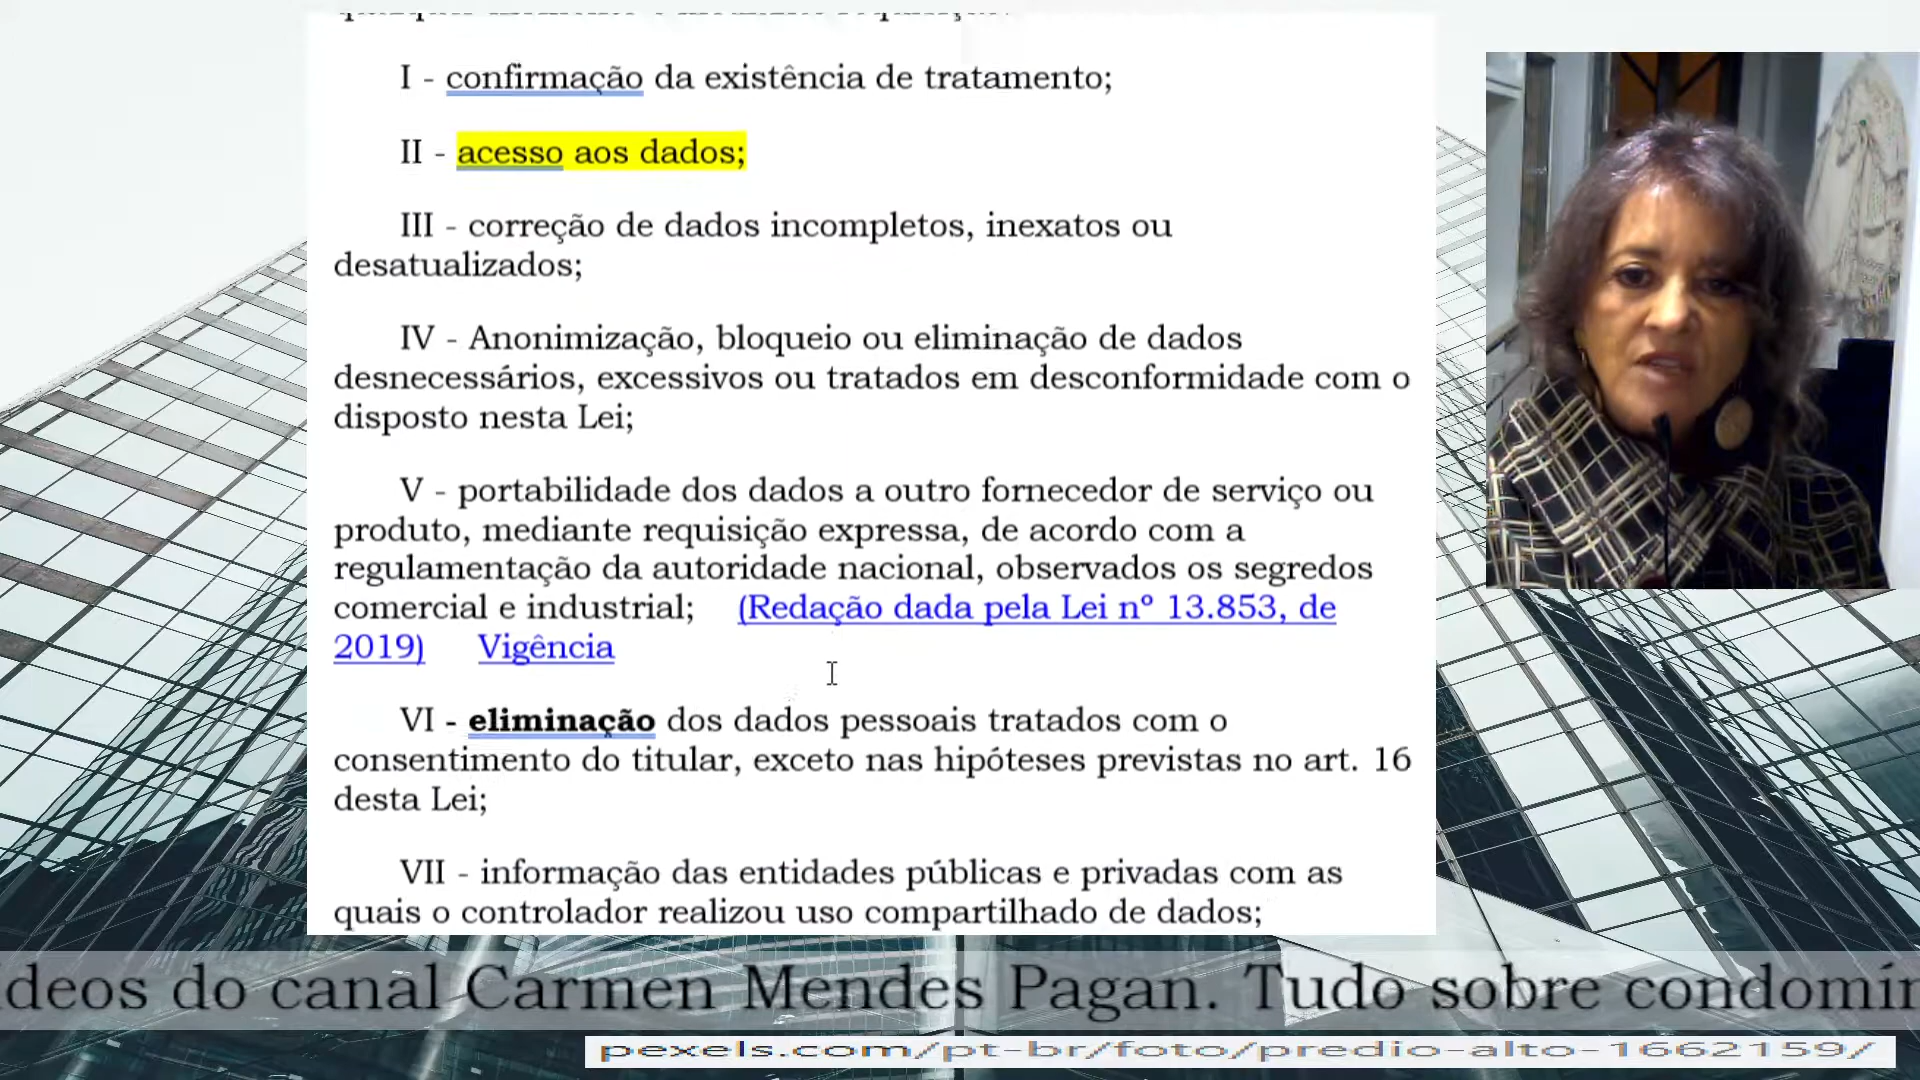 I - confirmação da existência de tratamento;
II - acesso aos dados;
III - correção de dados incompletos, inexatos ou
desatualizados;
IV - Anonimização, bloqueio ou eliminação de dados
desnecessários, excessivos ou tratados em desconformidade com o
disposto nesta Lei;
V - portabilidade dos dados a outro fornecedor de serviço ou
produto, mediante requisição expressa, de acordo com a
regulamentação da autoridade nacional, observados os segredos
comercial e industrial; (Redação dada pela Lei nº 13.853, de
2019) Vigência
VI - eliminação dos dados pessoais tratados com o
consentimento do titular, exceto nas hipóteses previstas no art. 16
desta Lei;
VII - informação das entidades públicas e privadas com as
quais o controlador realizou uso compartilhado de dados;
ídeos do canal Carmen Mendes Pagan. Tudo sobre condomín
pexels.com/pt-br/foto/predio-alto-1662159/